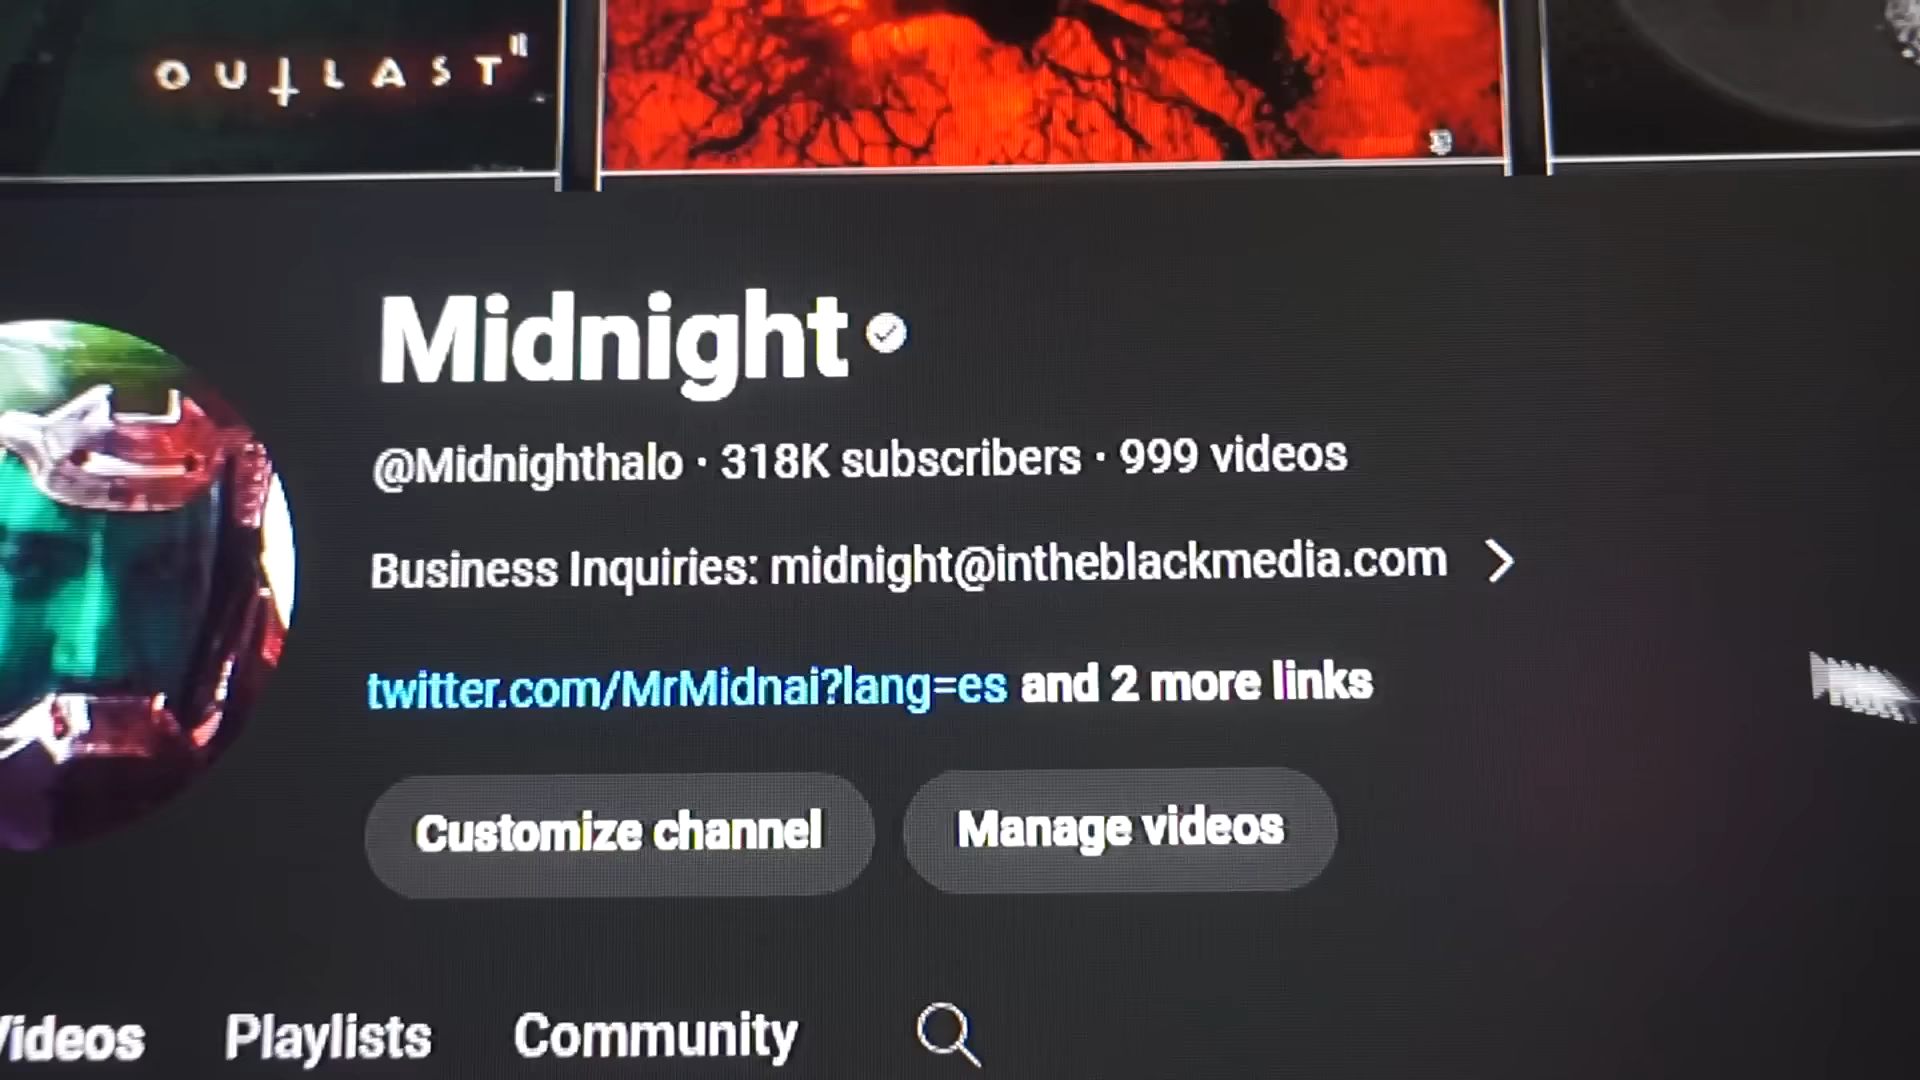 OUTLAST II
Midnight
@Midnighthalo · 318K subscribers · 999 videos
Business Inquiries: midnight@intheblackmedia.com
twitter.com/MrMidnai?lang=es and 2 more links
Customize channel Manage videos
Videos Playlists Community